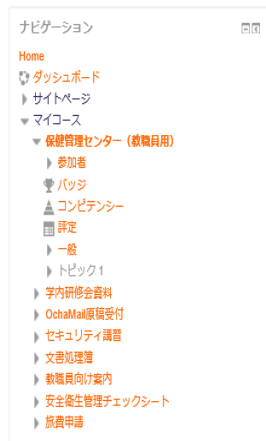 ナビゲーション
Home
ダッシュボード
サイトページ
マイコース
保健管理センター（教職員用）
参加者
バッジ
コンピテンシー
評定
一般
トピック 1
学内研修会資料
OchaMail原稿受付
セキュリティ講習
文書処理簿
教職員向け案内
安全衛生管理チェックシート
旅費申請